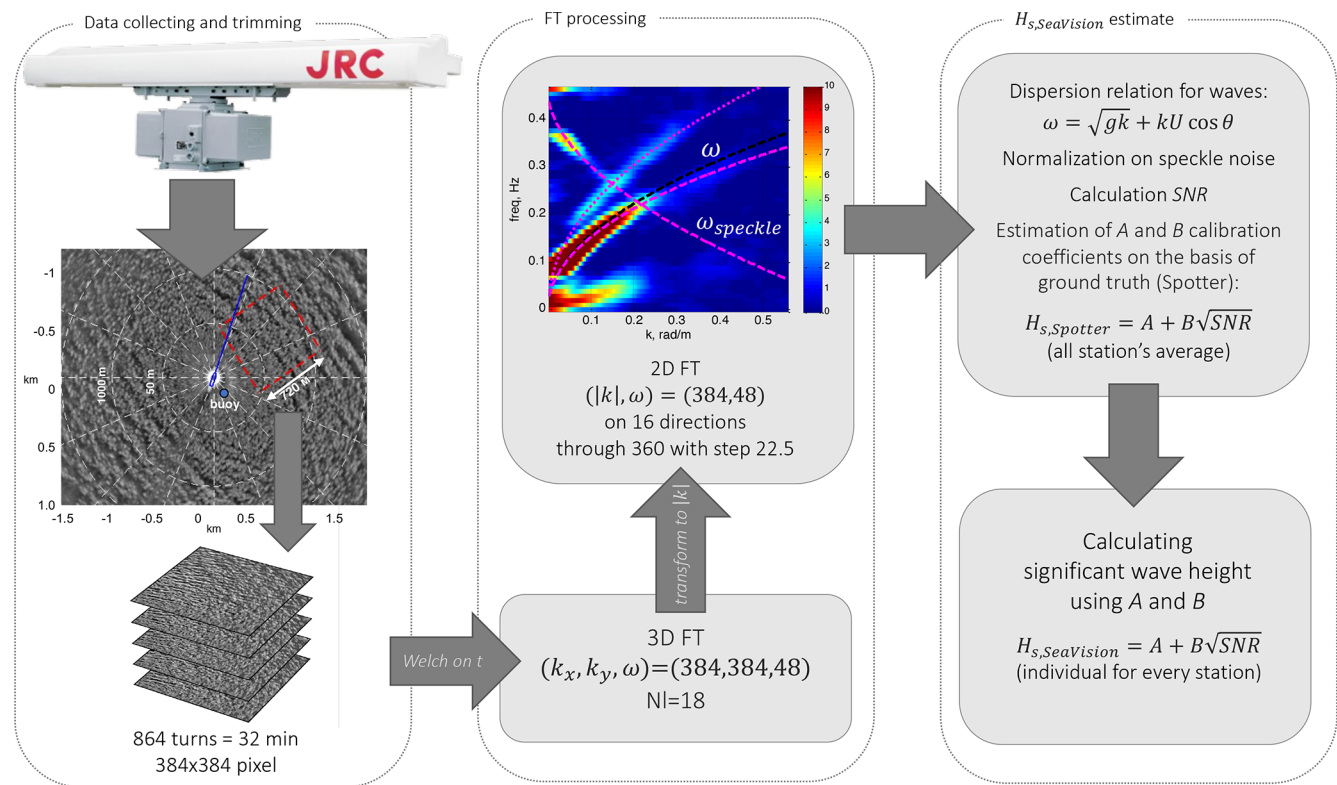 Data collecting and trimming
JRC
-1
-0.5
km
0
0.5
1.0
1000 m
50 m
buoy
720 м
-1.5
-1
-0.5
0
0.5
1
1.5
km
864 turns = 32 min
384x384 pixel
Welch on t
FT processing
10
9
8
7
6
5
4
3
2
1
0
freq, Hz
0.4
0.3
0.2
0.1
0
ω
ω_speckle
0.1
0.2
0.3
0.4
0.5
k, rad/m
2D FT
(|k|, ω) = (384,48)
on 16 directions
through 360 with step 22.5
transform to |k|
3D FT
(k_x, k_y, ω)=(384,384,48)
Nl=18
H_{s,SeaVision} estimate
Dispersion relation for waves:
ω = √gk + kU cos θ
Normalization on speckle noise
Calculation SNR
Estimation of A and B calibration
coefficients on the basis of
ground truth (Spotter):
H_{s,Spotter} = A + B√SNR
(all station's average)
Calculating
significant wave height
using A and B
H_{s,SeaVision} = A + B√SNR
(individual for every station)